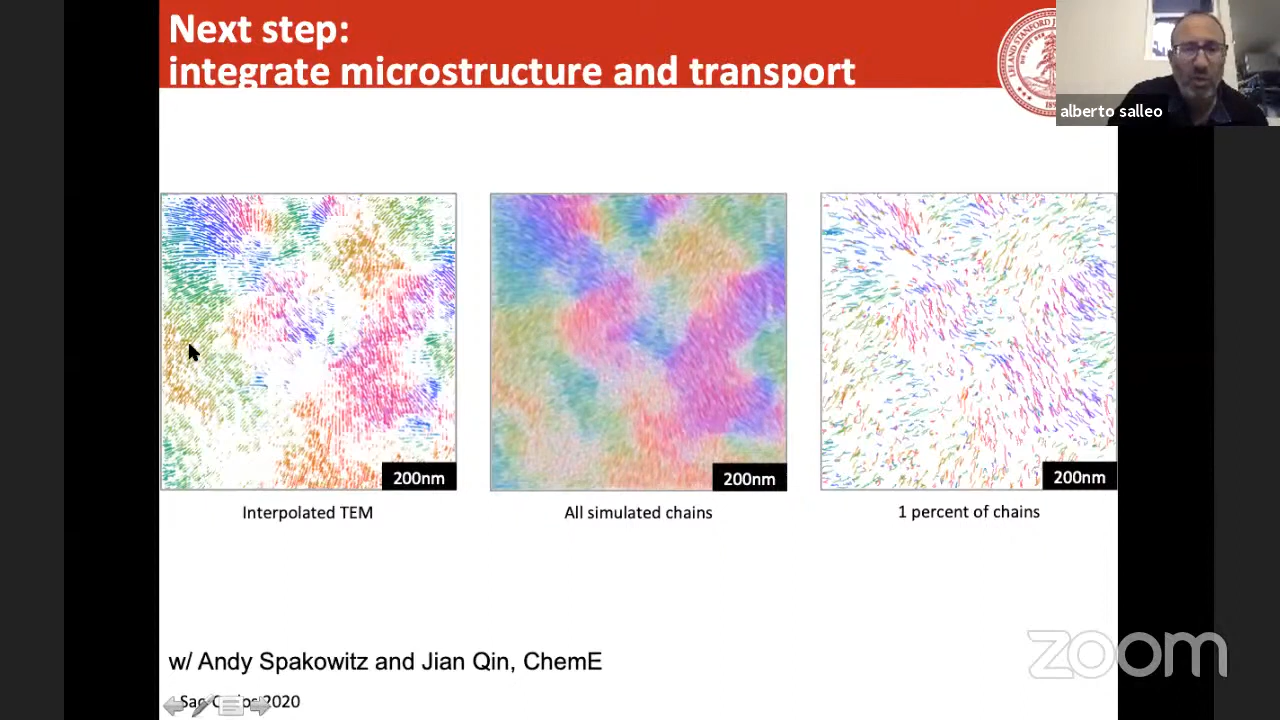 Next step:
integrate microstructure and transport
alberto salleo
200nm
200nm
200nm
Interpolated TEM
All simulated chains
1 percent of chains
w/ Andy Spakowitz and Jian Qin, ChemE
2020
zoom